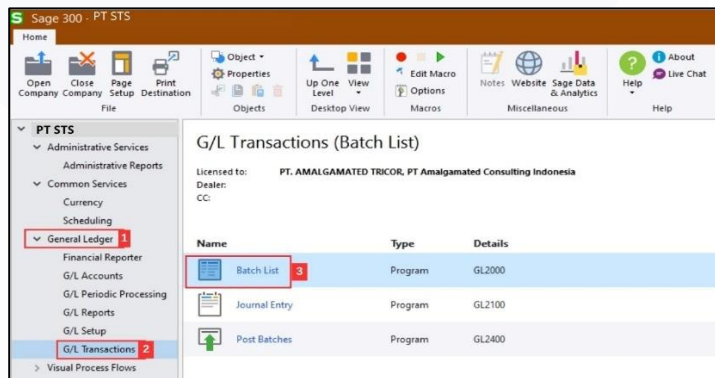 S Sage 300 - PT STS
Home
Open Company
Close Company
Page Setup
Print Destination
File
Object
Properties
Objects
Up One Level
View
Desktop View
Edit Macro
Options
Macros
Notes
Website
Sage Data & Analytics
Miscellaneous
Help
About
Live Chat
Help
PT STS
Administrative Services
Administrative Reports
Common Services
Currency
Scheduling
General Ledger 1
Financial Reporter
G/L Accounts
G/L Periodic Processing
G/L Reports
G/L Setup
G/L Transactions 2
Visual Process Flows
G/L Transactions (Batch List)
Licensed to: PT. AMALGAMATED TRICOR, PT Amalgamated Consulting Indonesia
Dealer:
CC:
Name Type Details
Batch List 3 Program GL2000
Journal Entry Program GL2100
Post Batches Program GL2400